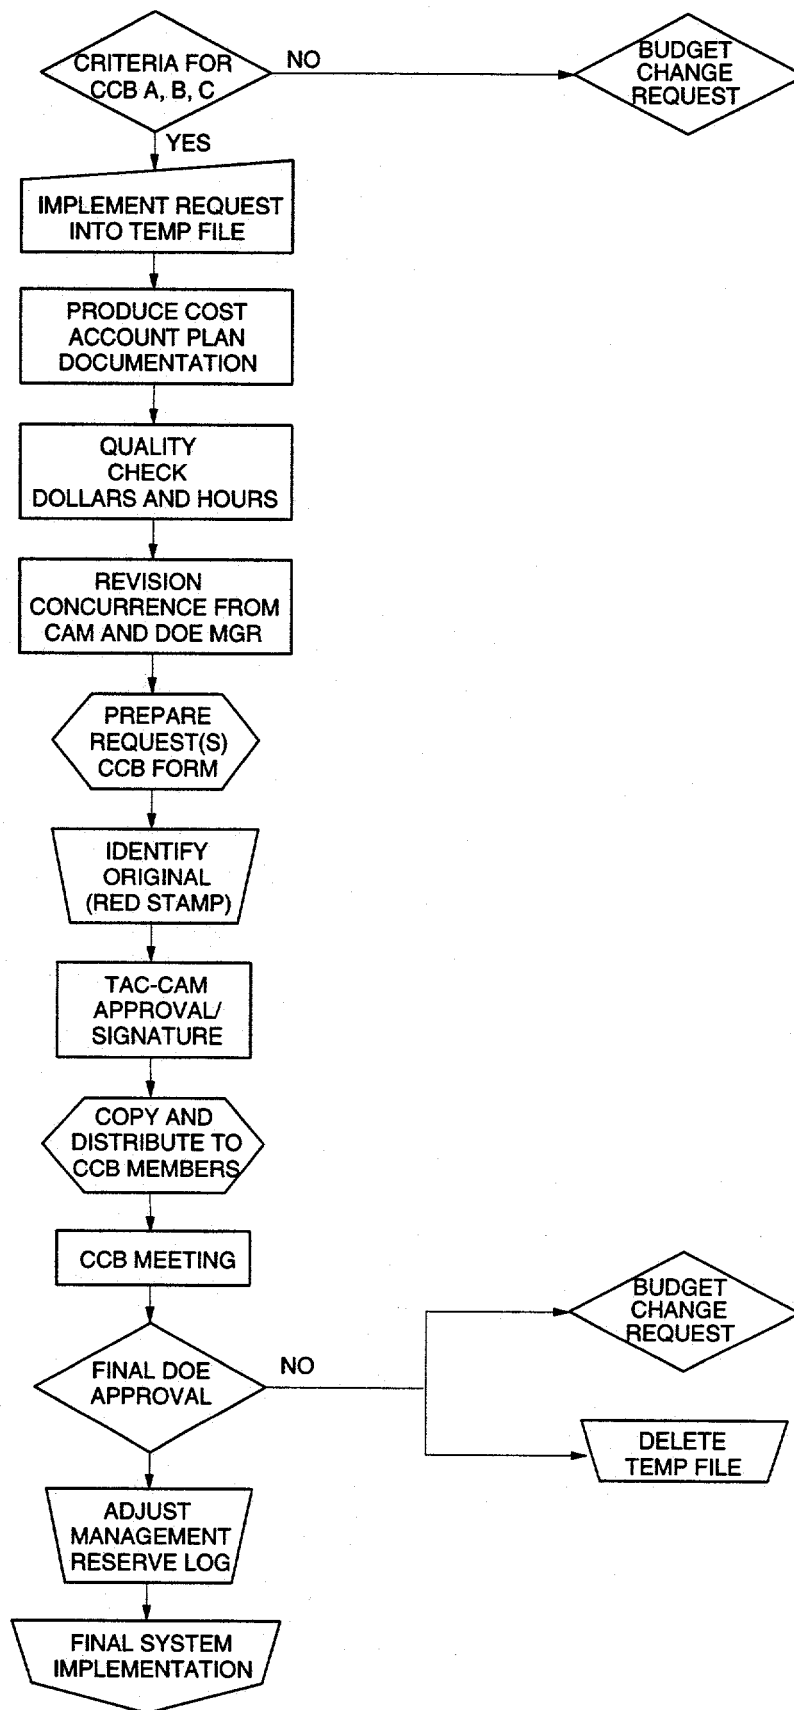 CRITERIA FOR
CCB A, B, C
NO
BUDGET
CHANGE
REQUEST
YES
IMPLEMENT REQUEST
INTO TEMP FILE
PRODUCE COST
ACCOUNT PLAN
DOCUMENTATION
QUALITY
CHECK
DOLLARS AND HOURS
REVISION
CONCURRENCE FROM
CAM AND DOE MGR
PREPARE
REQUEST(S)
CCB FORM
IDENTIFY
ORIGINAL
(RED STAMP)
TAC-CAM
APPROVAL/
SIGNATURE
COPY AND
DISTRIBUTE TO
CCB MEMBERS
CCB MEETING
FINAL DOE
APPROVAL
NO
BUDGET
CHANGE
REQUEST
DELETE
TEMP FILE
ADJUST
MANAGEMENT
RESERVE LOG
FINAL SYSTEM
IMPLEMENTATION